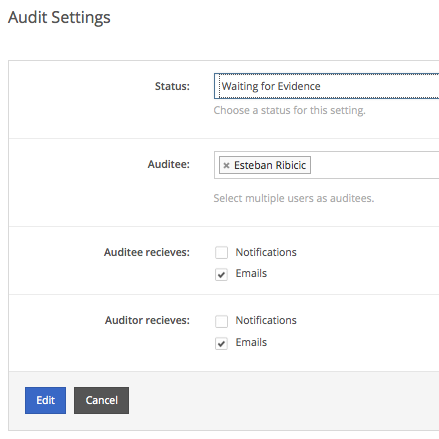 Audit Settings
Status:
Waiting for Evidence
Choose a status for this setting.
Auditee:
× Esteban Ribicic
Select multiple users as auditees.
Auditee recieves:
Notifications
Emails
Auditor recieves:
Notifications
Emails
Edit
Cancel